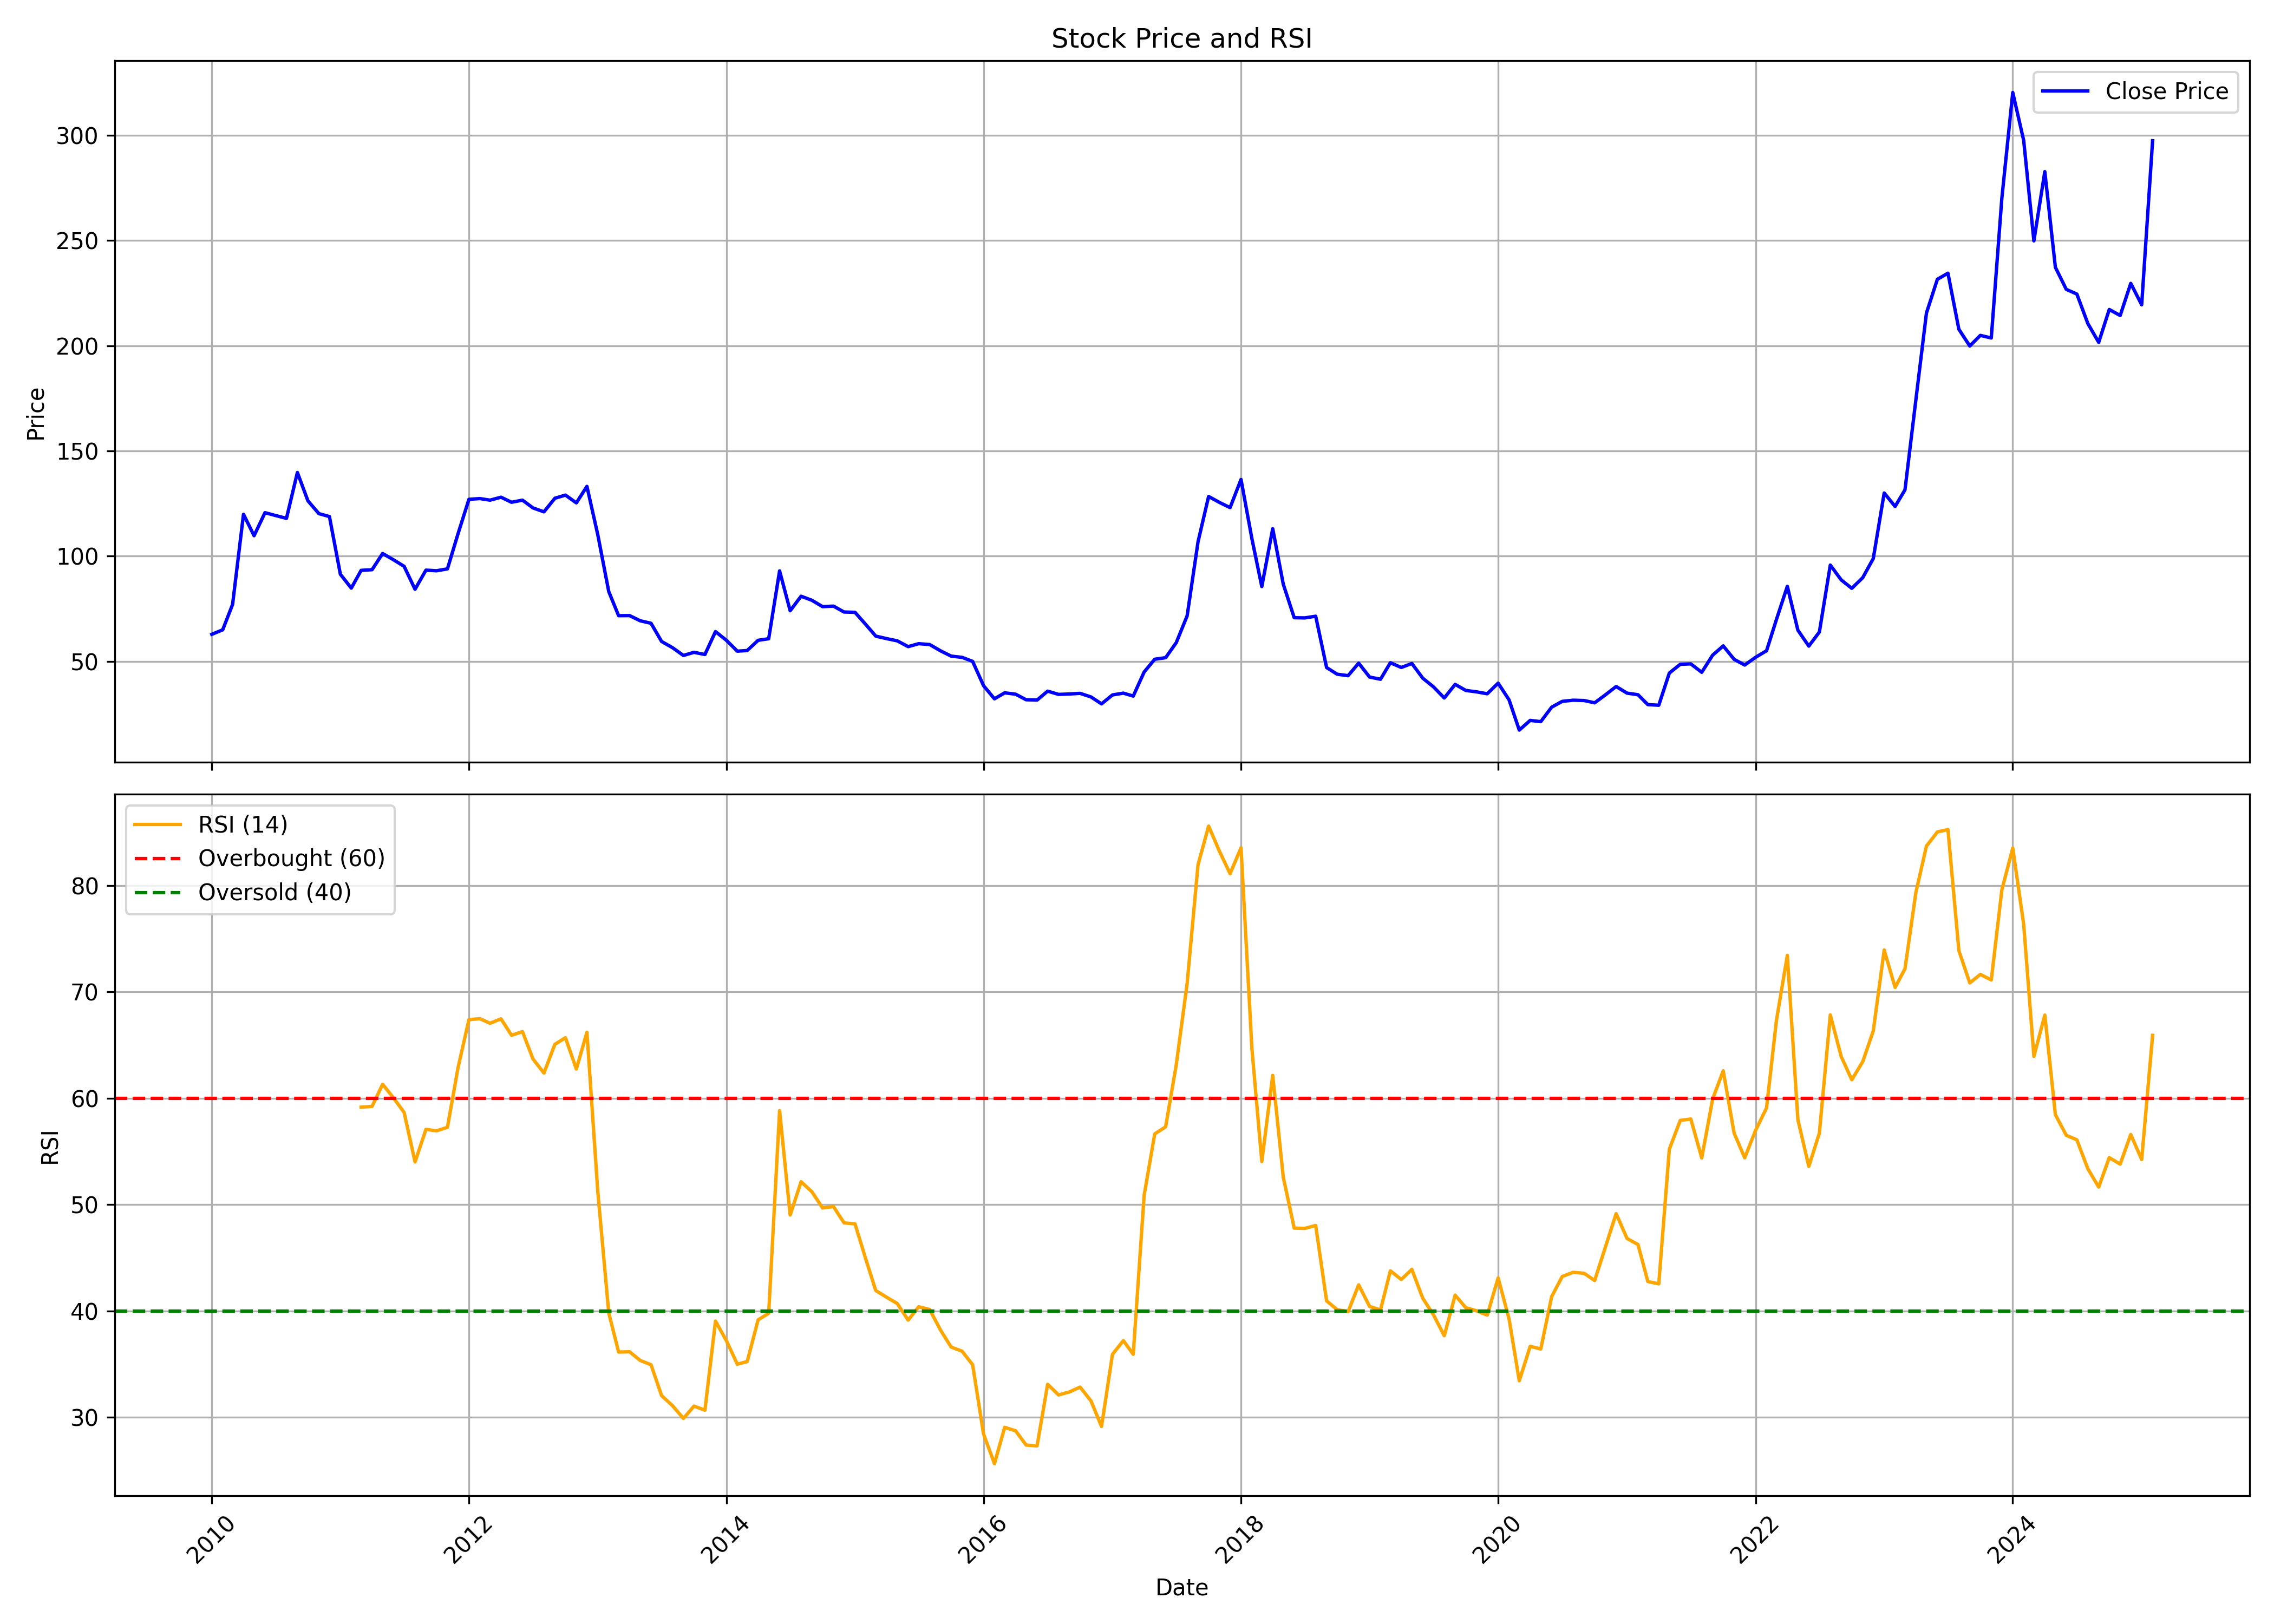 Stock Price and RSI
Close Price
300
250
200
150
100
50
Price
RSI (14)
Overbought (60)
Oversold (40)
80
70
60
50
40
30
RSI
2010
2012
2014
2016
2018
2020
2022
2024
Date